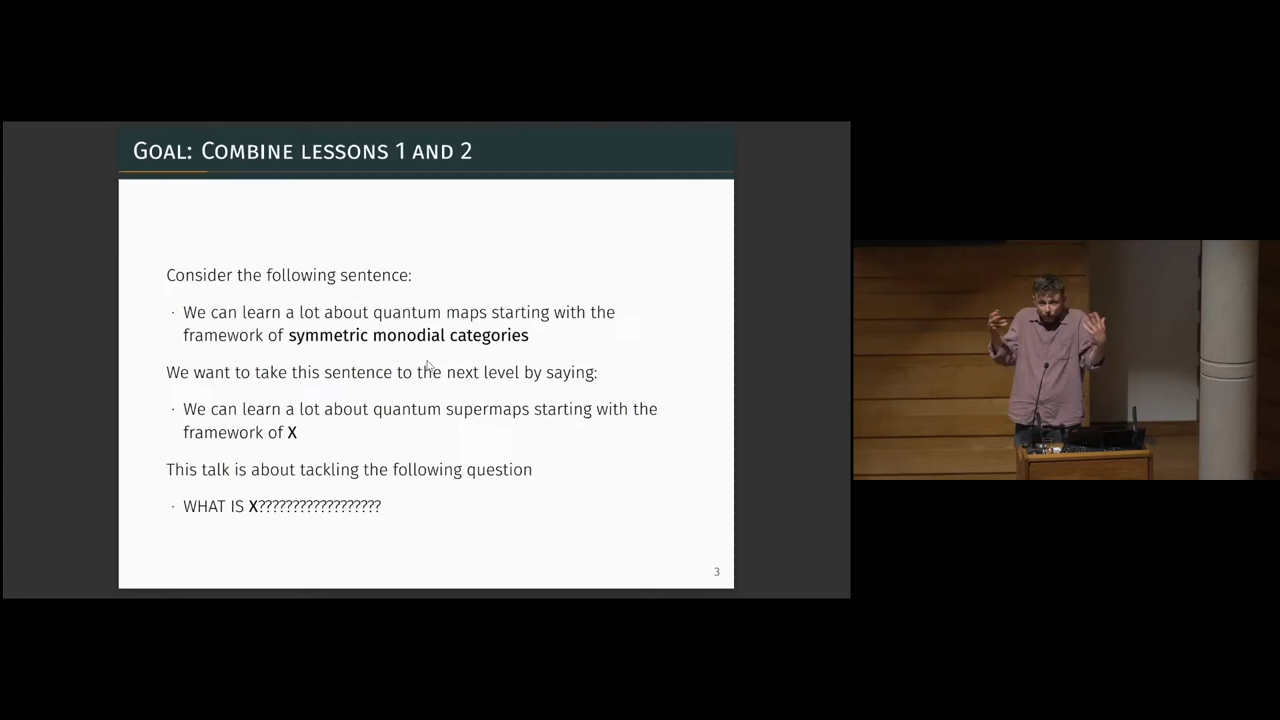 GOAL: COMBINE LESSONS 1 AND 2
Consider the following sentence:
· We can learn a lot about quantum maps starting with the
framework of symmetric monodial categories
We want to take this sentence to the next level by saying:
· We can learn a lot about quantum supermaps starting with the
framework of X
This talk is about tackling the following question
· WHAT IS X??????????????????
3